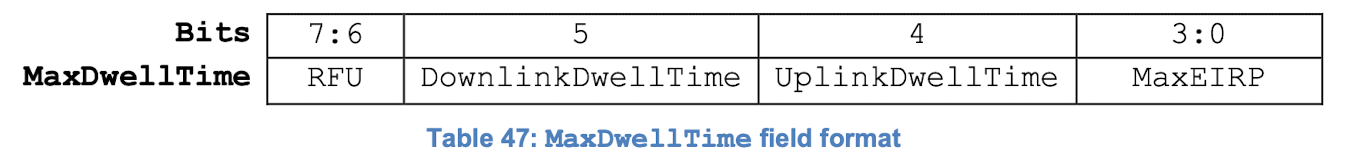 Bits 7:6 5 4 3:0
MaxDwellTime RFU DownlinkDwellTime UplinkDwellTime MaxEIRP
Table 47: MaxDwellTime field format